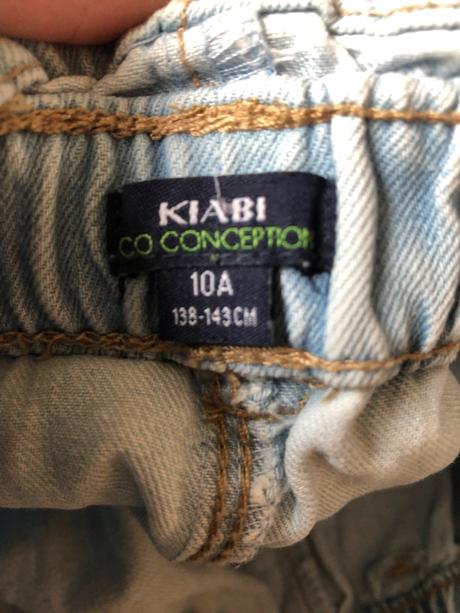 KIABI
CO CONCEPTION
10A
138-143CM